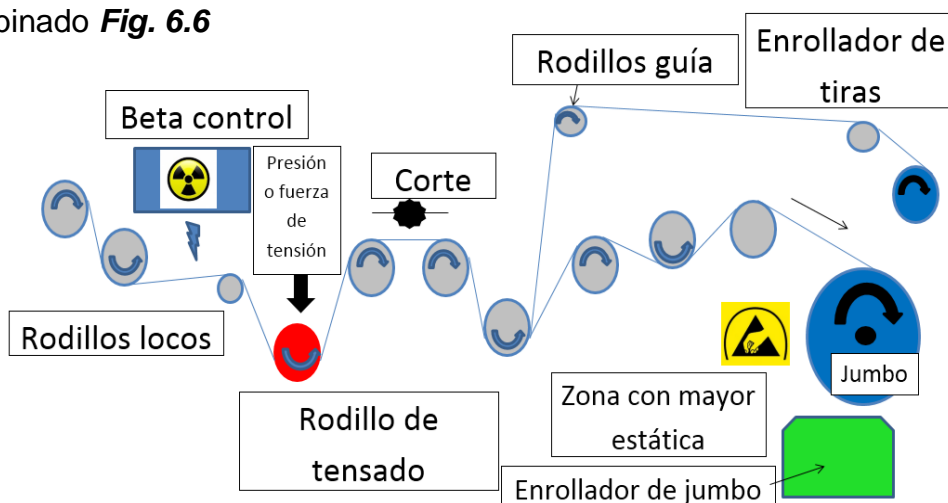 binado Fig. 6.6
Rodillos guía
Enrollador de
tiras
Beta control
Presión
o fuerza
de
tensión
Corte
Rodillos locos
Rodillo de
tensado
Zona con mayor
estática
Jumbo
Enrollador de jumbo